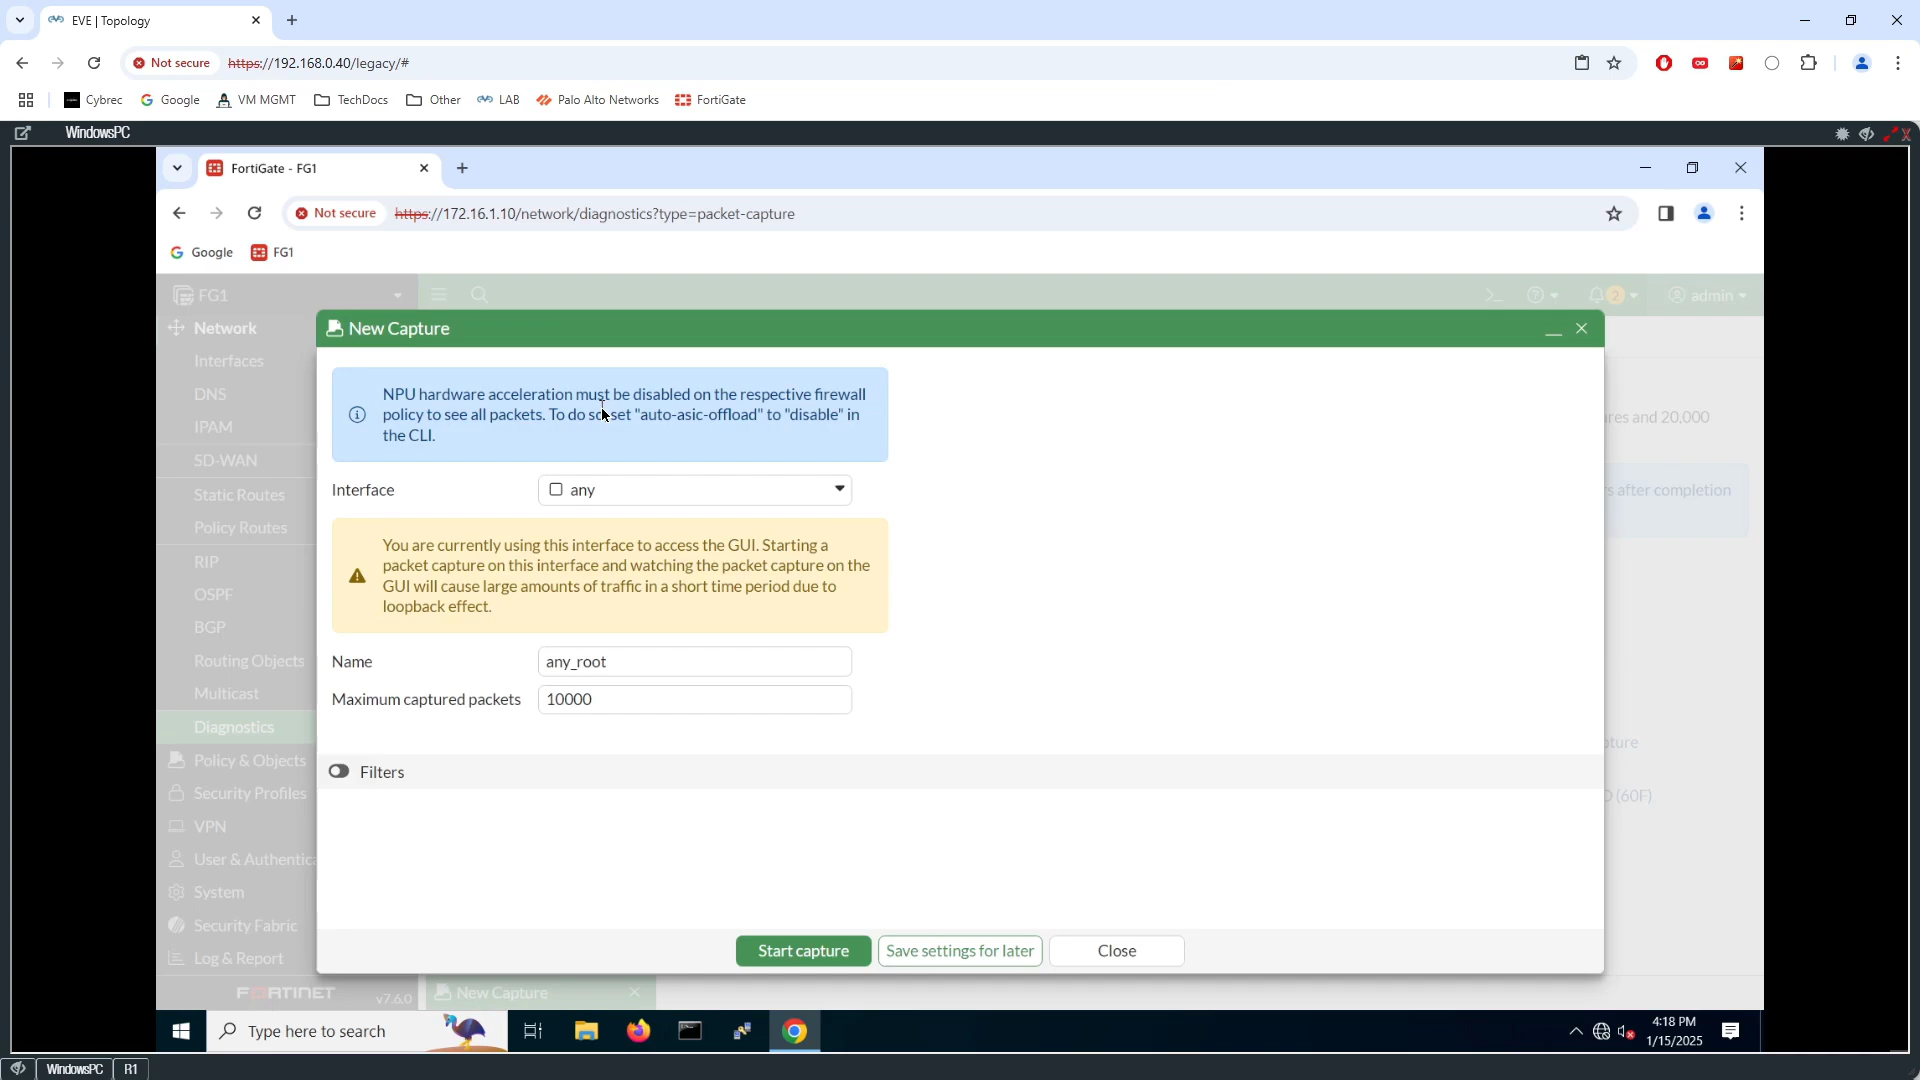 EVE | Topology
Not secure https://192.168.0.40/legacy/#
Cybrec Google VM MGMT TechDocs Other LAB Palo Alto Networks FortiGate
WindowsPC
FortiGate - FG1
Not secure https://172.16.1.10/network/diagnostics?type=packet-capture
Google FG1
FG1
2 admin
Network
New Capture
Interfaces
DNS
IPAM
SD-WAN
Static Routes
Policy Routes
RIP
OSPF
BGP
Routing Objects
Multicast
Diagnostics
Policy & Objects
Security Profiles
VPN
User & Authentica
System
Security Fabric
Log & Report
FORTINET v7.6.0
NPU hardware acceleration must be disabled on the respective firewall
policy to see all packets. To do so set "auto-asic-offload" to "disable" in
the CLI.
Interface any
You are currently using this interface to access the GUI. Starting a
packet capture on this interface and watching the packet capture on the
GUI will cause large amounts of traffic in a short time period due to
loopback effect.
Name any_root
Maximum captured packets 10000
Filters
Start capture Save settings for later Close
res and 20,000
s after completion
New Capture
Type here to search
4:18 PM
1/15/2025
WindowsPC R1